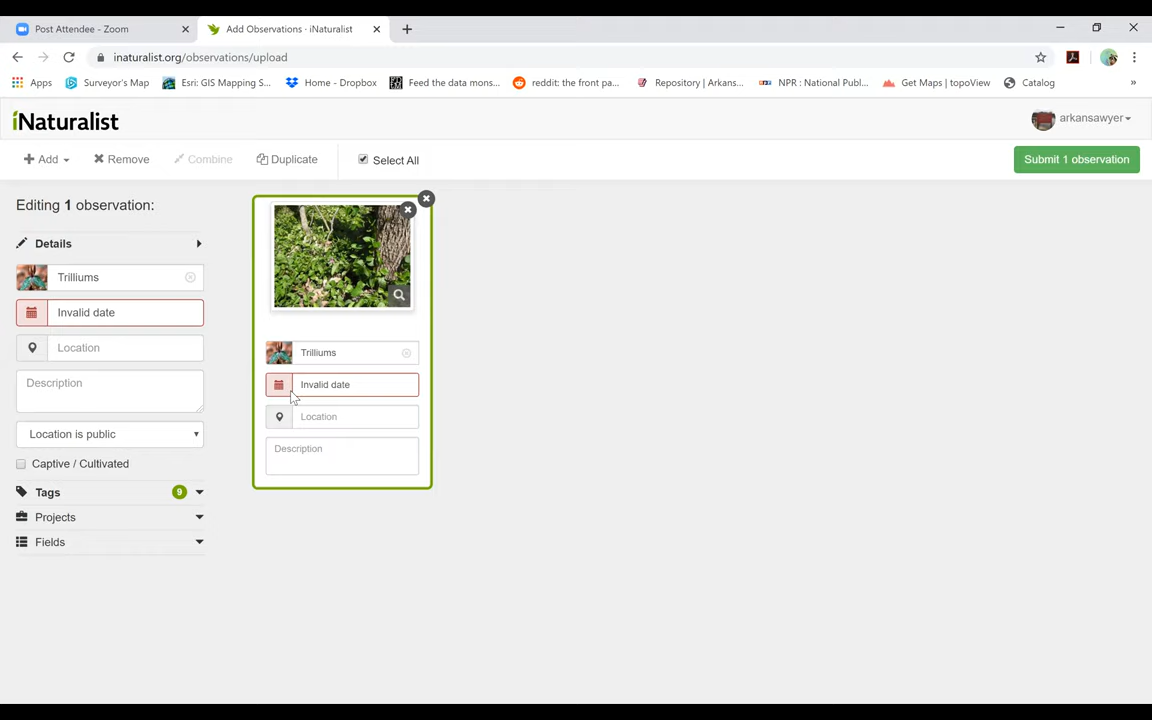 Post Attendee - Zoom
Add Observations · iNaturalist
inaturalist.org/observations/upload
Apps Surveyor's Map Esri: GIS Mapping S... Home - Dropbox Feed the data mons... reddit: the front pa... Repository | Arkans... NPR : National Publ... Get Maps | topoView Catalog »
iNaturalist arkansawyer
Add Remove Combine Duplicate Select All Submit 1 observation
Editing 1 observation:
Details
Trilliums
Invalid date
Location
Description
Location is public
Captive / Cultivated
Tags 9
Projects
Fields
Trilliums
Invalid date
Location
Description